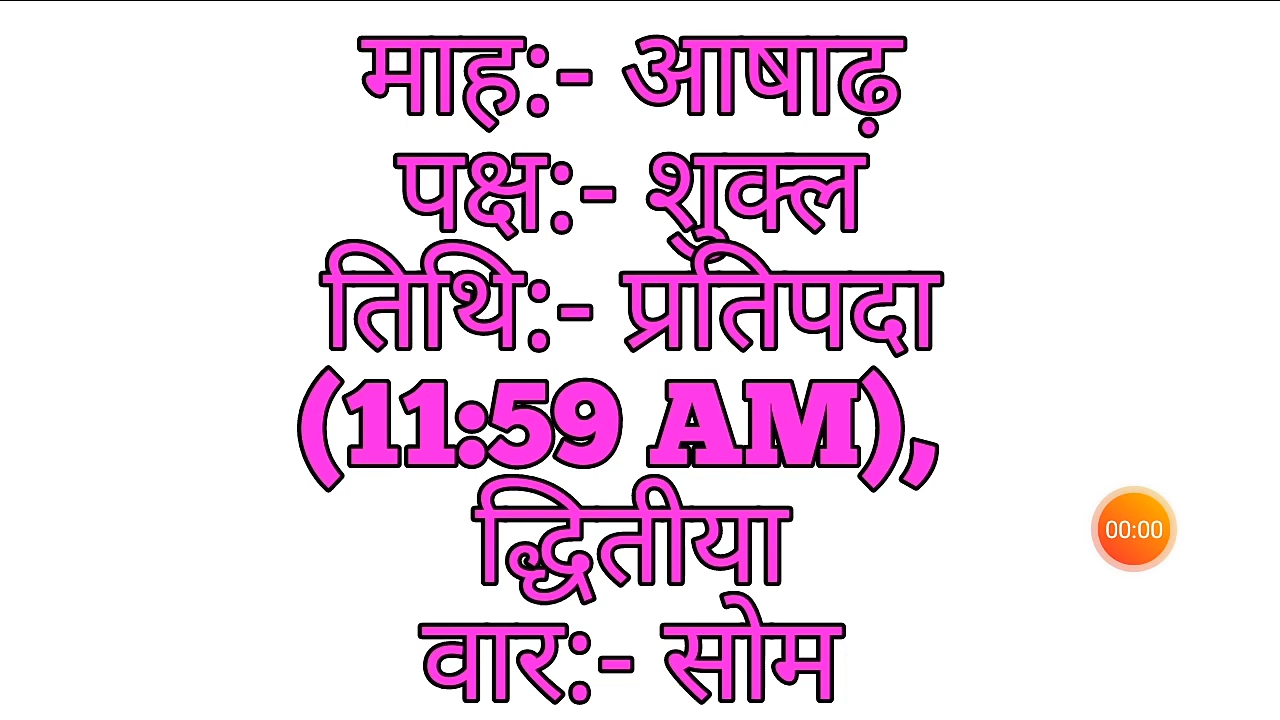 माह:- आषाढ़
पक्ष:- शुक्ल
तिथि:- प्रतिपदा
(11:59 AM),
द्धितीया
वार:- सोम
00:00